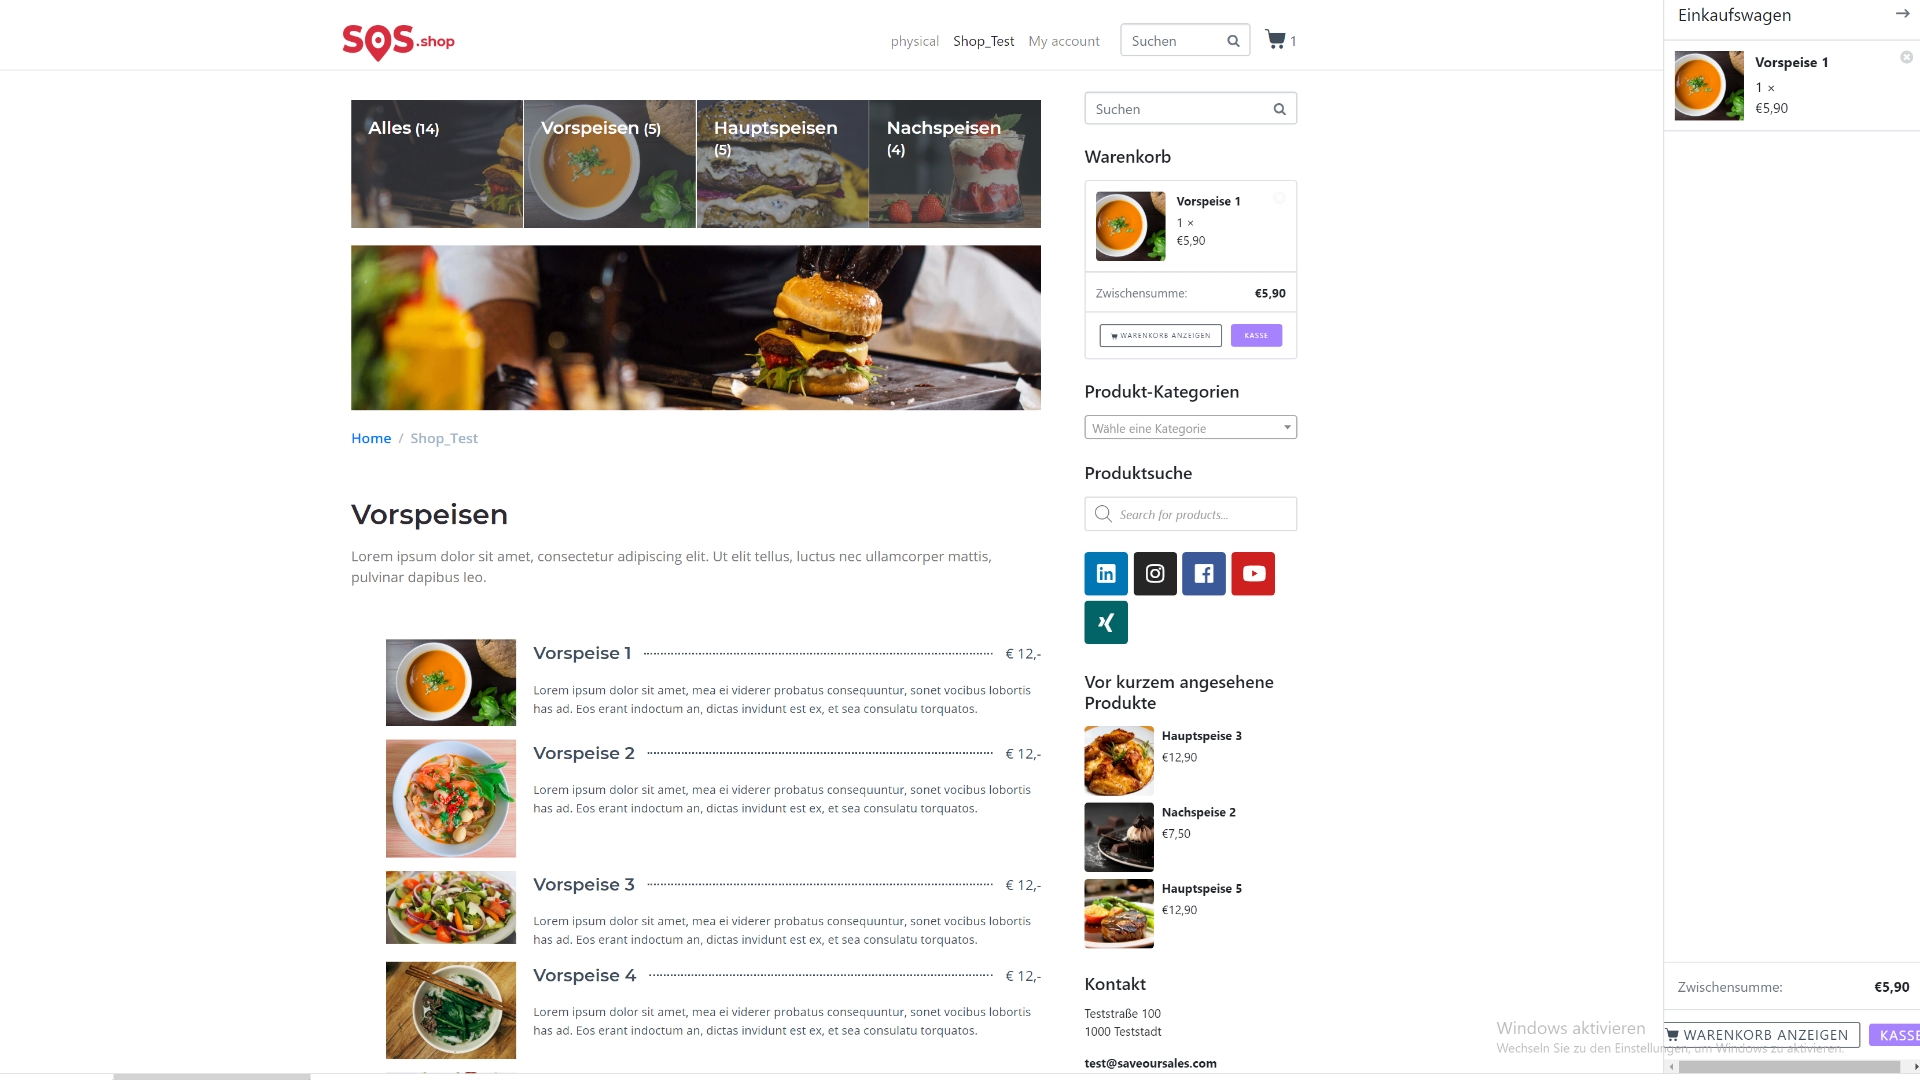 SOS.shop
physical
Shop_Test
My account
Suchen
1
Alles (14)
Vorspeisen (5)
Hauptspeisen
(5)
Nachspeisen
(4)
Home / Shop_Test
Vorspeisen
Lorem ipsum dolor sit amet, consectetur adipiscing elit. Ut elit tellus, luctus nec ullamcorper mattis,
pulvinar dapibus leo.
Vorspeise 1 € 12,-
Lorem ipsum dolor sit amet, mea ei viderer probatus consequuntur, sonet vocibus lobortis
has ad. Eos erant indoctum an, dictas invidunt est ex, et sea consulatu torquatos.
Vorspeise 2 € 12,-
Lorem ipsum dolor sit amet, mea ei viderer probatus consequuntur, sonet vocibus lobortis
has ad. Eos erant indoctum an, dictas invidunt est ex, et sea consulatu torquatos.
Vorspeise 3 € 12,-
Lorem ipsum dolor sit amet, mea ei viderer probatus consequuntur, sonet vocibus lobortis
has ad. Eos erant indoctum an, dictas invidunt est ex, et sea consulatu torquatos.
Vorspeise 4 € 12,-
Lorem ipsum dolor sit amet, mea ei viderer probatus consequuntur, sonet vocibus lobortis
has ad. Eos erant indoctum an, dictas invidunt est ex, et sea consulatu torquatos.
Suchen
Warenkorb
Vorspeise 1
1 ×
€5,90
Zwischensumme: €5,90
WARENKORB ANZEIGEN
KASSE
Produkt-Kategorien
Wähle eine Kategorie
Produktsuche
Search for products...
in
Vor kurzem angesehene
Produkte
Hauptspeise 3
€12,90
Nachspeise 2
€7,50
Hauptspeise 5
€12,90
Kontakt
Teststraße 100
1000 Teststadt
test@saveoursales.com
Einkaufswagen
Vorspeise 1
1 ×
€5,90
Zwischensumme: €5,90
WARENKORB ANZEIGEN
KASSE
Windows aktivieren
Wechseln Sie zu den Einstellungen, um Windows zu aktivieren.